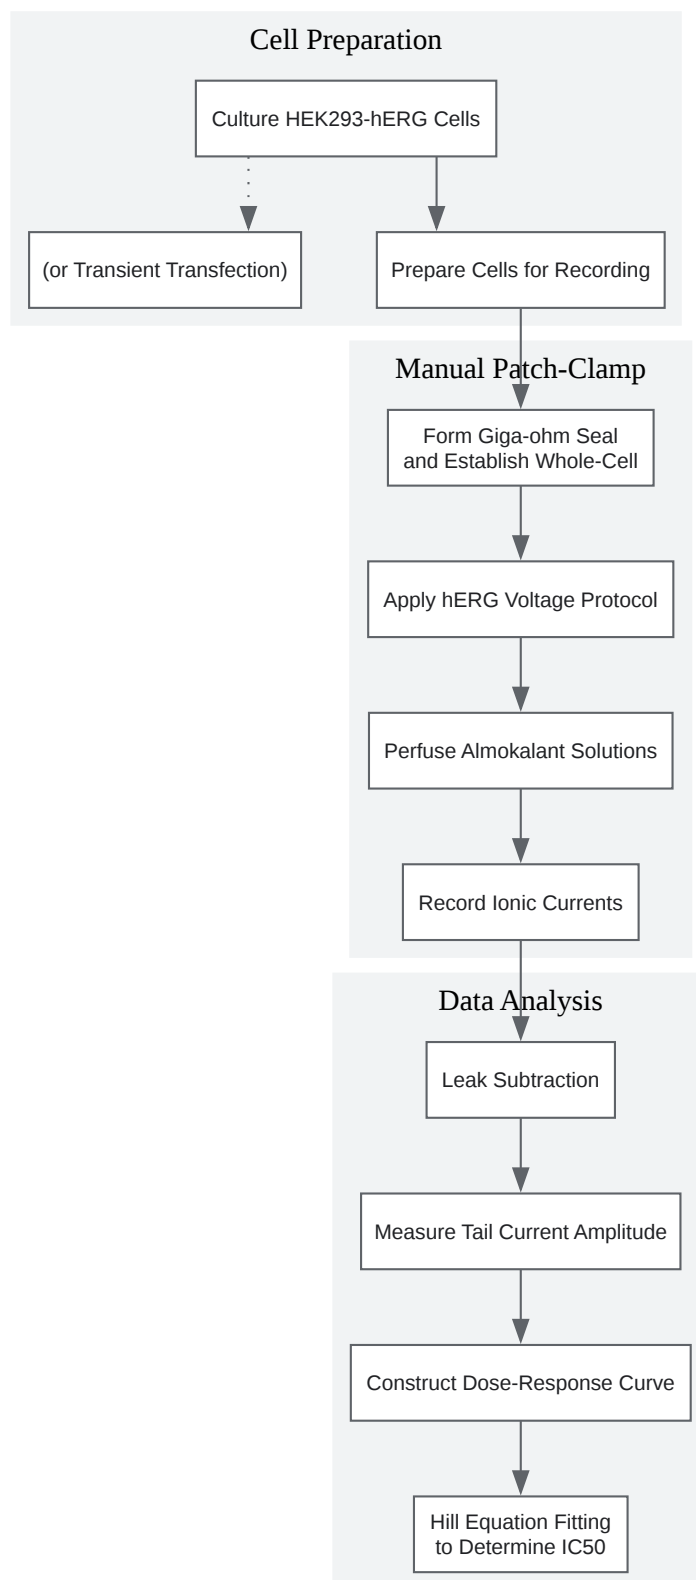 Cell Preparation
Culture HEK293-hERG Cells
(or Transient Transfection)
Prepare Cells for Recording
Manual Patch-Clamp
Form Giga-ohm Seal
and Establish Whole-Cell
Apply hERG Voltage Protocol
Perfuse Almokalant Solutions
Record Ionic Currents
Data Analysis
Leak Subtraction
Measure Tail Current Amplitude
Construct Dose-Response Curve
Hill Equation Fitting
to Determine IC50